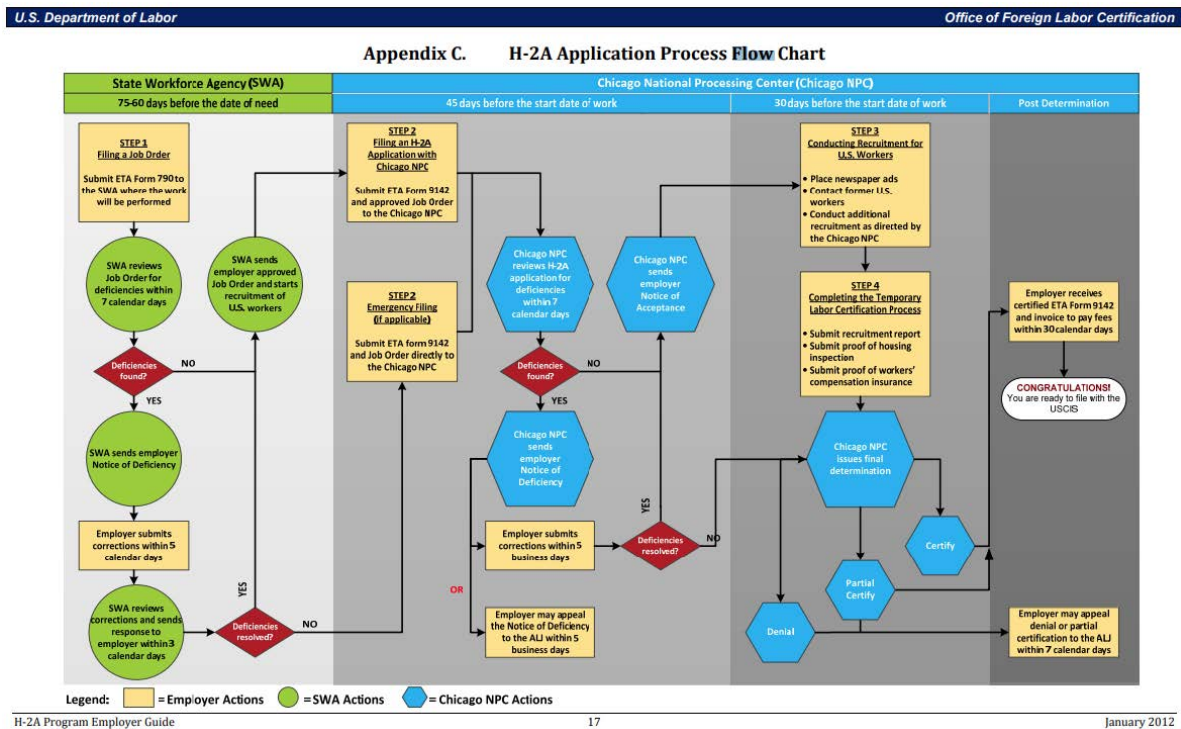 U.S. Department of Labor
Office of Foreign Labor Certification
Appendix C. H-2A Application Process Flow Chart
State Workforce Agency (SWA)
Chicago National Processing Center (Chicago NPC)
75-60 days before the date of need
45 days before the start date of work
30 days before the start date of work
Post Determination
STEP 1
Filing a Job Order
Submit ETA Form 790 to
the SWA where the work
will be performed
SWA reviews
Job Order for
deficiencies within
7 calendar days
Deficiencies
found?
NO
YES
SWA sends employer
Notice of Deficiency
Employer submits
corrections within 5
calendar days
SWA reviews
corrections and sends
response to
employer within 3
calendar days
Deficiencies
resolved?
YES
NO
SWA sends
employer approved
Job Order and starts
recruitment of
U.S. workers
STEP 2
Filing an H-2A
Application with
Chicago NPC
Submit ETA Form 9142
and approved Job Order
to the Chicago NPC
STEP 2
Emergency Filing
(if applicable)
Submit ETA form 9142
and Job Order directly to
the Chicago NPC
Chicago NPC
reviews H-2A
application for
deficiencies
within 7
calendar days
Deficiencies
found?
NO
YES
Chicago NPC
sends
employer
Notice of
Deficiency
OR
Employer submits
corrections within 5
business days
Employer may appeal
the Notice of Deficiency
to the ALJ within 5
business days
Deficiencies
resolved?
YES
NO
Chicago NPC
sends
employer
Notice of
Acceptance
STEP 3
Conducting Recruitment for
U.S. Workers
• Place newspaper ads
• Contact former U.S.
workers
• Conduct additional
recruitment as directed by
the Chicago NPC
STEP 4
Completing the Temporary
Labor Certification Process
• Submit recruitment report
• Submit proof of housing
inspection
• Submit proof of workers'
compensation insurance
Chicago NPC
issues final
determination
Certify
Partial
Certify
Denial
Employer receives
certified ETA Form 9142
and invoice to pay fees
within 30 calendar days
CONGRATULATIONS!
You are ready to file with the
USCIS
Employer may appeal
denial or partial
certification to the ALJ
within 7 calendar days
Legend: = Employer Actions = SWA Actions = Chicago NPC Actions
H-2A Program Employer Guide
17
January 2012